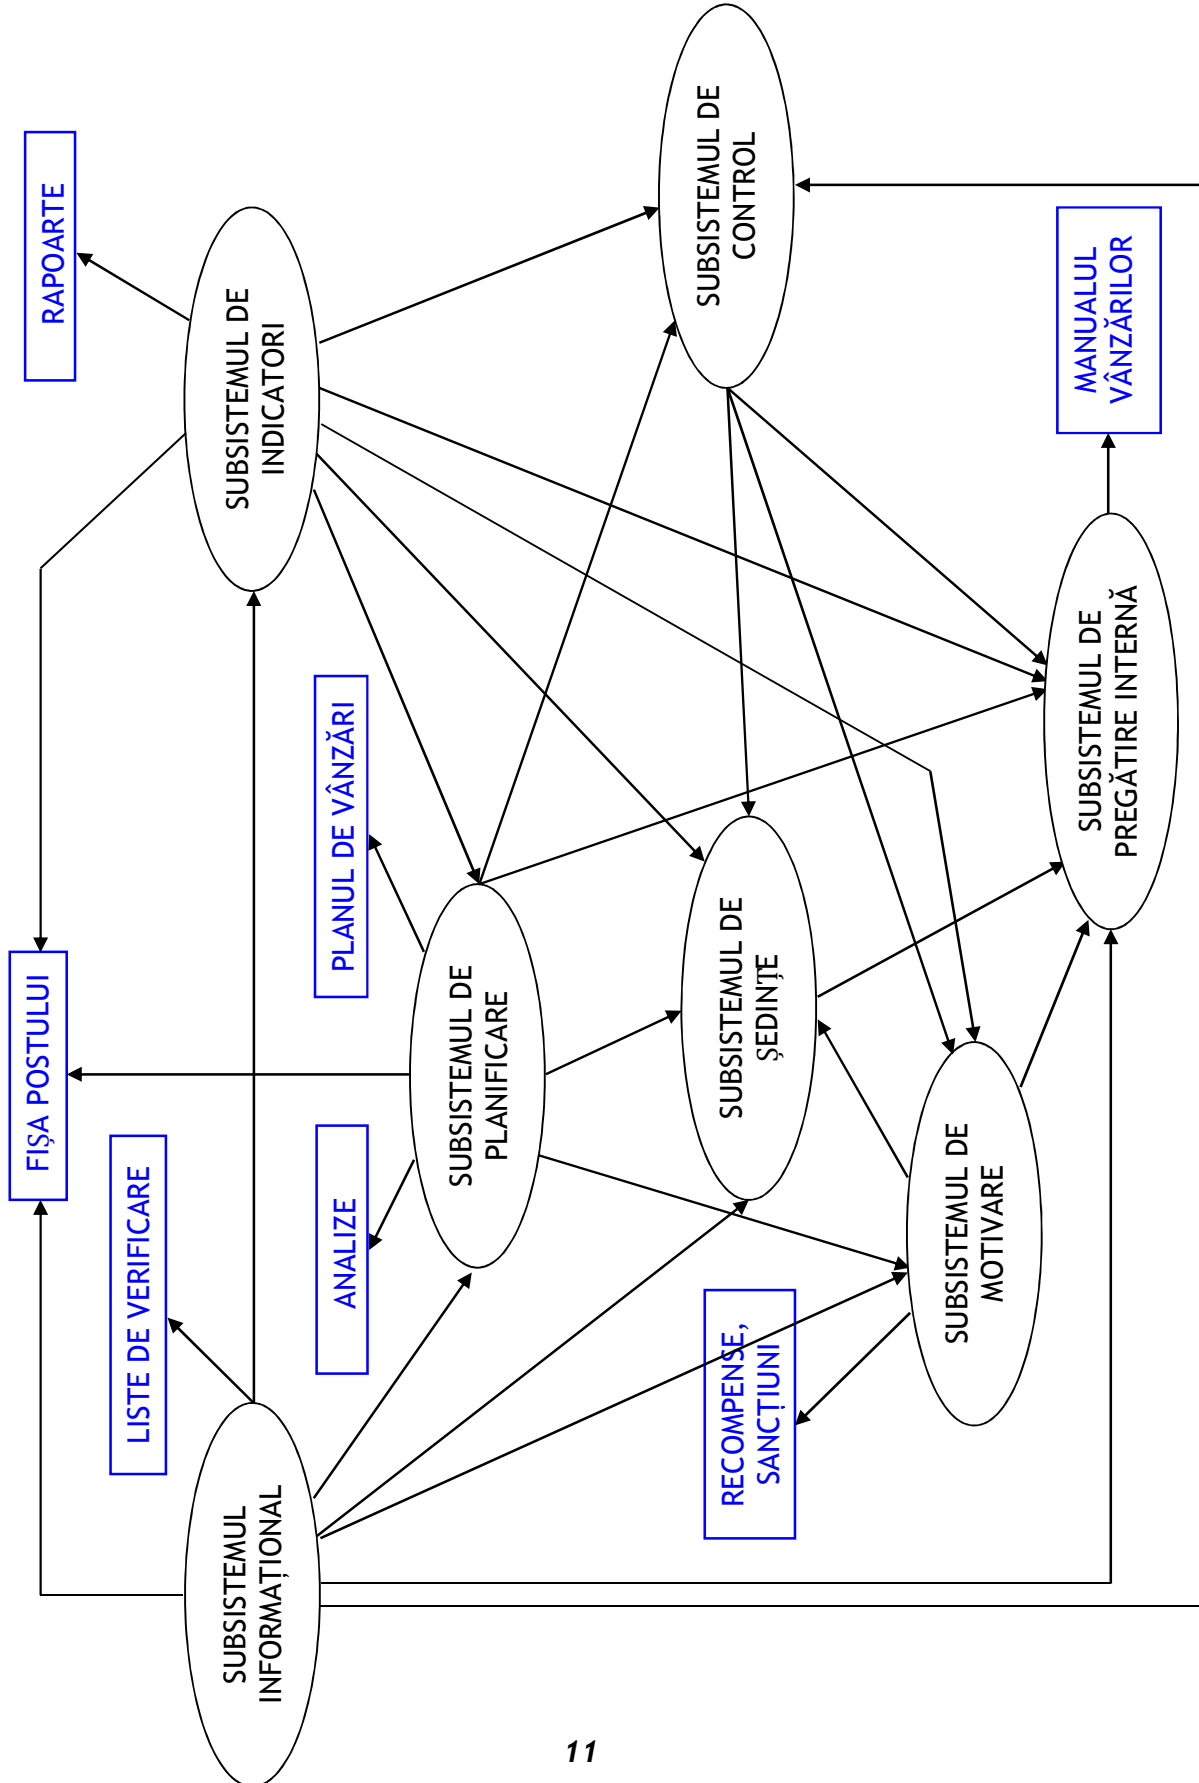 FIȘA POSTULUI
RAPOARTE
LISTE DE VERIFICARE
SUBSISTEMUL
INFORMAȚIONAL
SUBSISTEMUL DE
INDICATORI
ANALIZE
PLANUL DE VÂNZĂRI
SUBSISTEMUL DE
PLANIFICARE
RECOMPENSE,
SANCȚIUNI
SUBSISTEMUL DE
ȘEDINȚE
SUBSISTEMUL DE
CONTROL
SUBSISTEMUL DE
MOTIVARE
SUBSISTEMUL DE
PREGĂTIRE INTERNĂ
MANUALUL
VÂNZĂRILOR
11